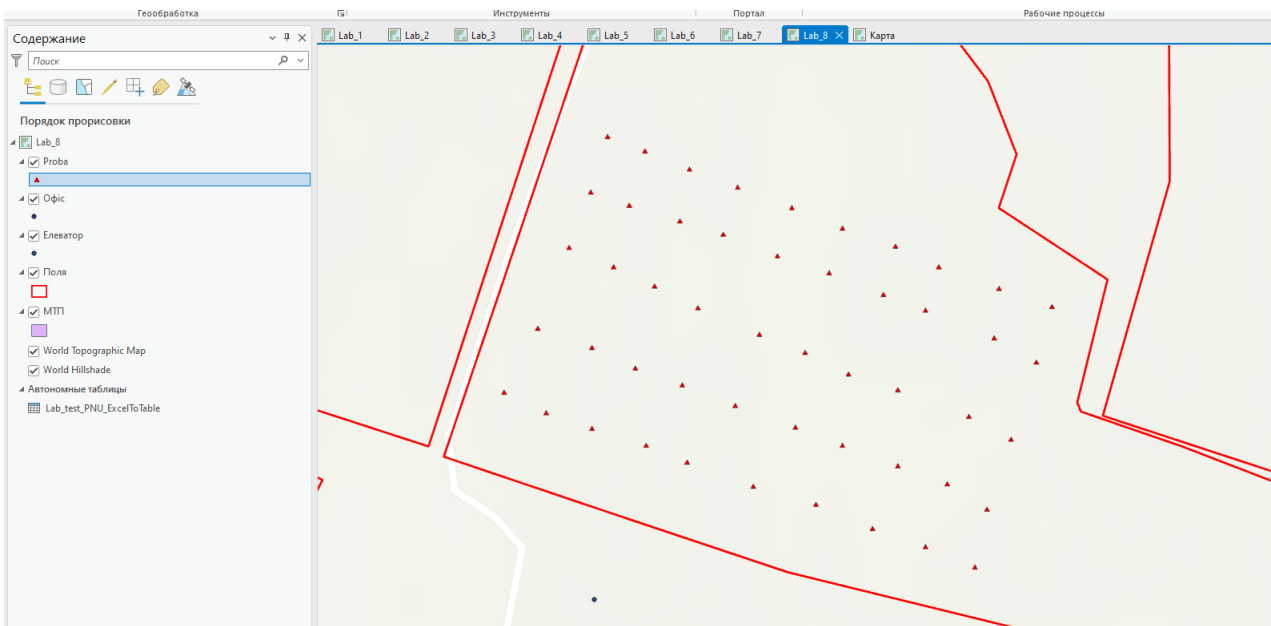 Геообработка Инструменты Портал Рабочие процессы
Содержание
Lab_1 Lab_2 Lab_3 Lab_4 Lab_5 Lab_6 Lab_7 Lab_8 Карта
Поиск
Порядок прорисовки
Lab_8
Proba
Офіс
Елеватор
Поля
МТП
World Topographic Map
World Hillshade
Автономные таблицы
Lab_test_PNU_ExcelToTable